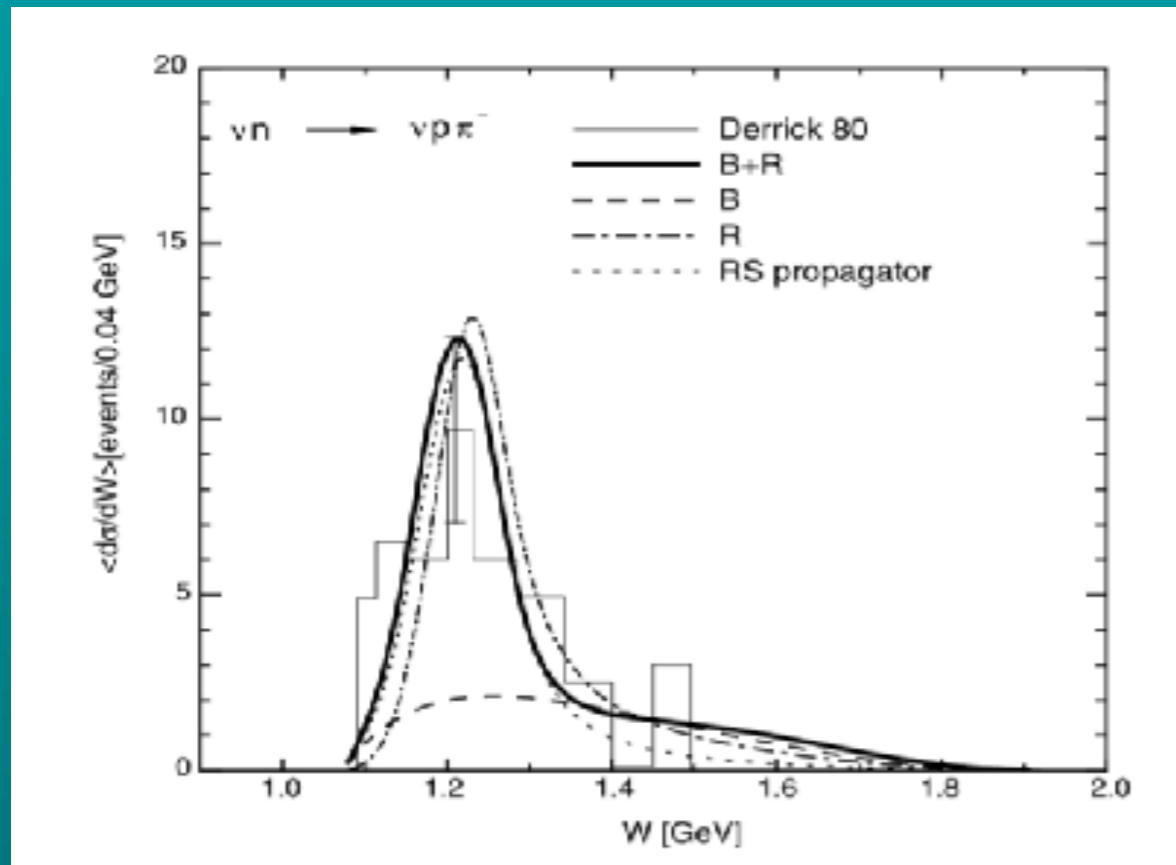 20
15
10
5
0
νn → νp π⁻
Derrick 80
B+R
B
R
RS propagator
<dσ/dW>[events/0.04 GeV]
1.0 1.2 1.4 1.6 1.8 2.0
W [GeV]